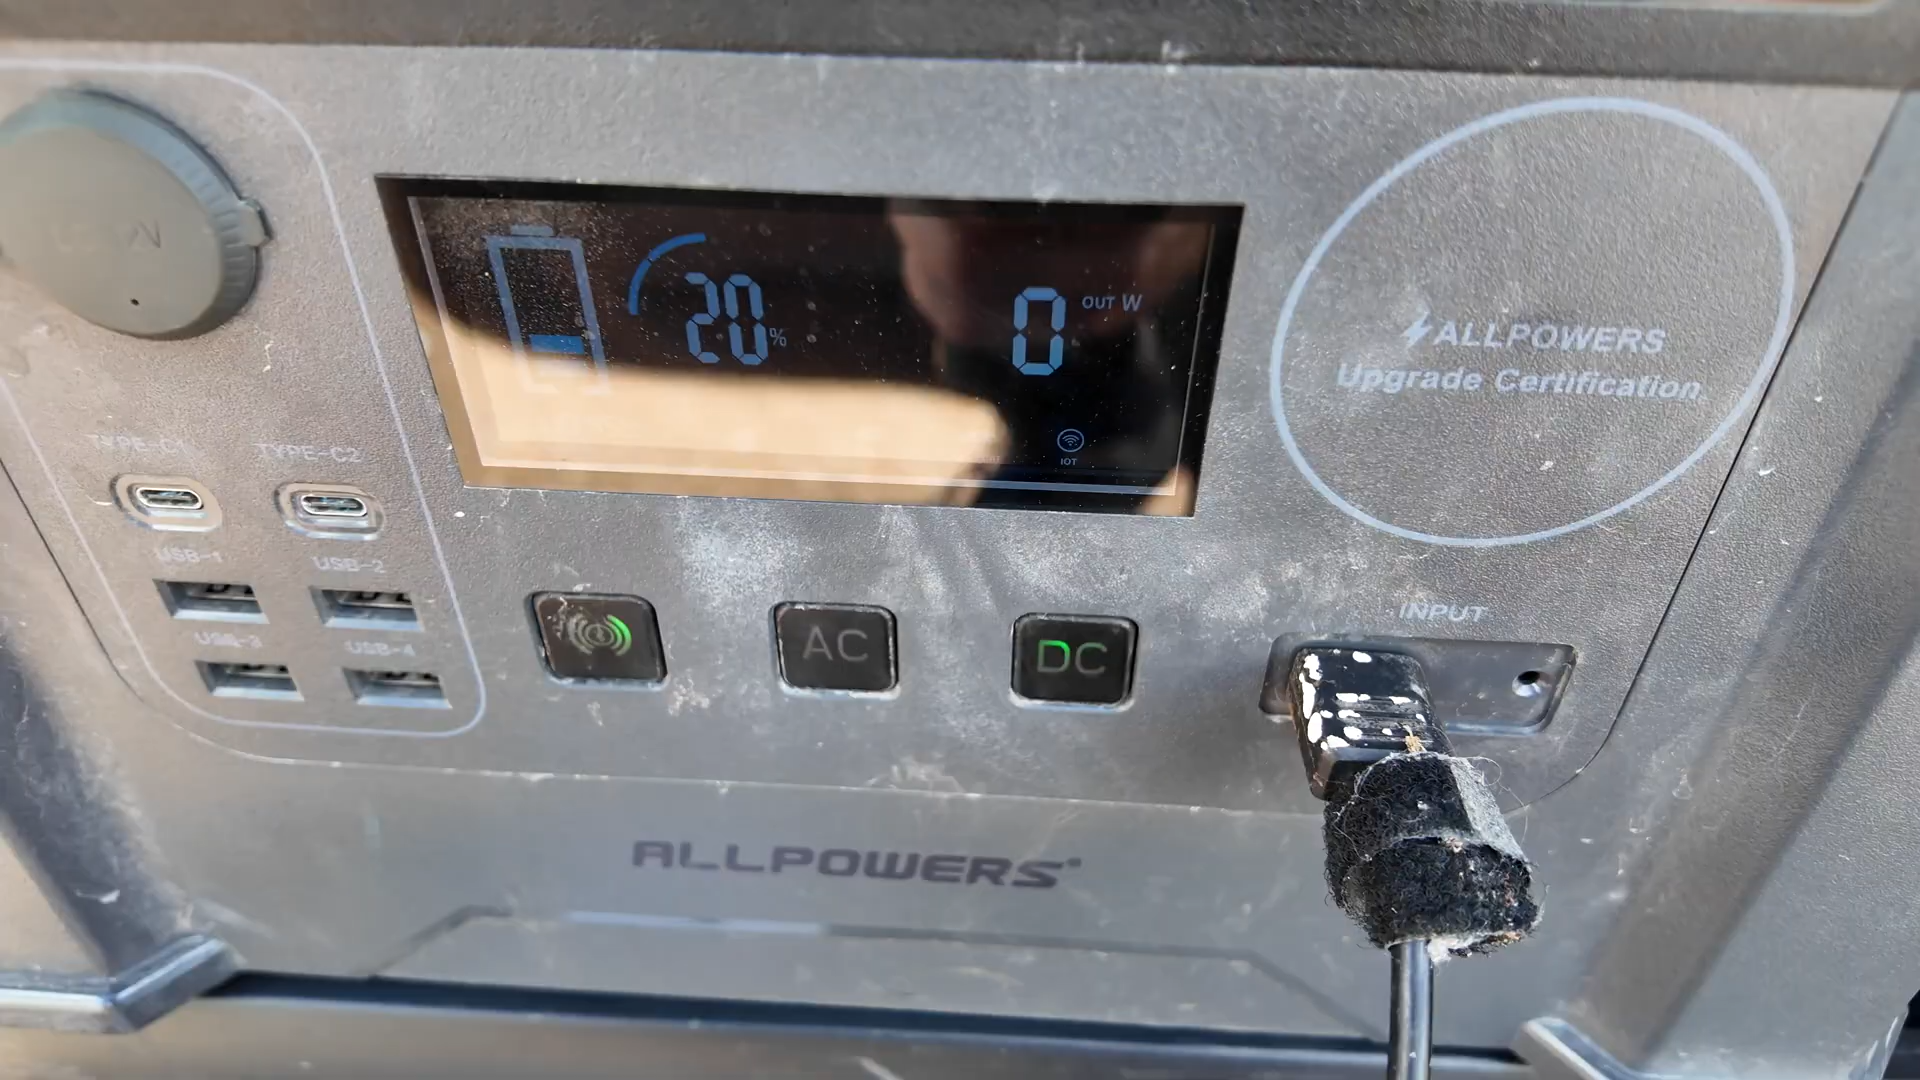 20%
0 OUT W
IOT
ALLPOWERS
Upgrade Certification
TYPE-C1
TYPE-C2
USB-1
USB-2
USB-3
USB-4
AC
DC
INPUT
ALLPOWERS